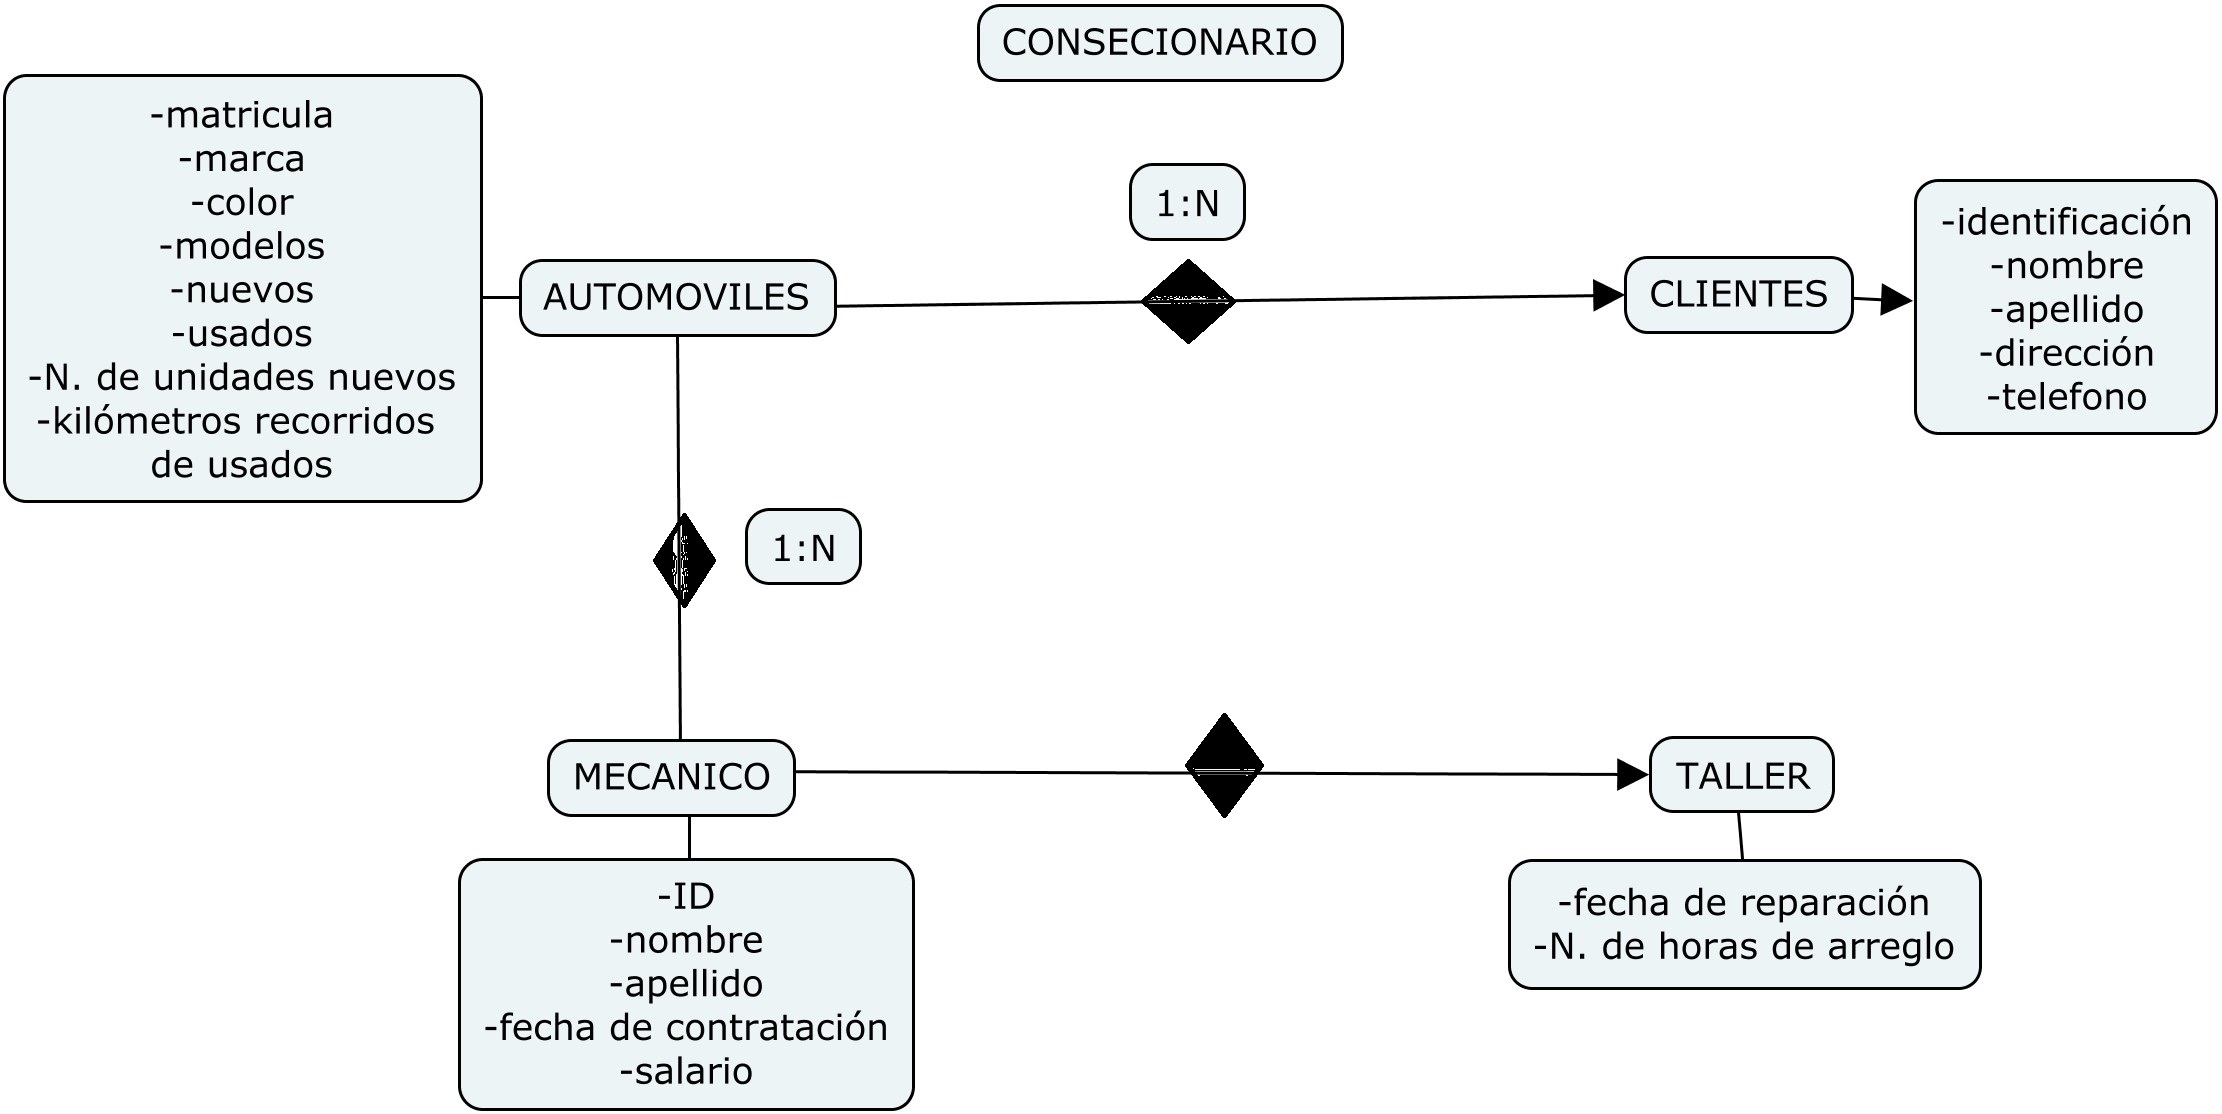 CONSECIONARIO
-matricula
-marca
-color
-modelos
-nuevos
-usados
-N. de unidades nuevos
-kilómetros recorridos
de usados
AUTOMOVILES
1:N
CLIENTES
-identificación
-nombre
-apellido
-dirección
-telefono
1:N
MECANICO
TALLER
-ID
-nombre
-apellido
-fecha de contratación
-salario
-fecha de reparación
-N. de horas de arreglo